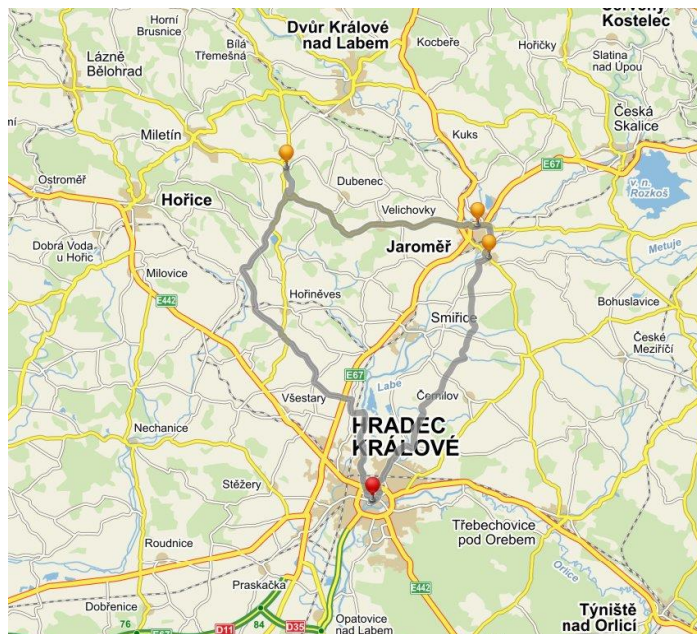 Červený
Kostelec
Horní
Brusnice
Dvůr Králové
nad Labem
Kocbeře
Hořičky
Bílá
Třemešná
Lázně
Bělohrad
Slatina
nad Úpou
Miletín
Kuks
Česká
Skalice
E67
Ostroměř
Dubenec
v. n.
Rozkoš
Hořice
Velichovky
Dobrá Voda
u Hořic
Jaroměř
Metuje
Milovice
Hořiněves
E442
Smiřice
Bohuslavice
České
Meziříčí
E67
Labe
Všestary
Černilov
Nechanice
HRADEC
KRÁLOVÉ
Stěžery
Třebechovice
pod Orebem
Roudnice
Orlice
Praskačka
E442
Dobřenice
76
84
Týniště
nad Orlicí
E67
D11
D35
Opatovice
nad Labem